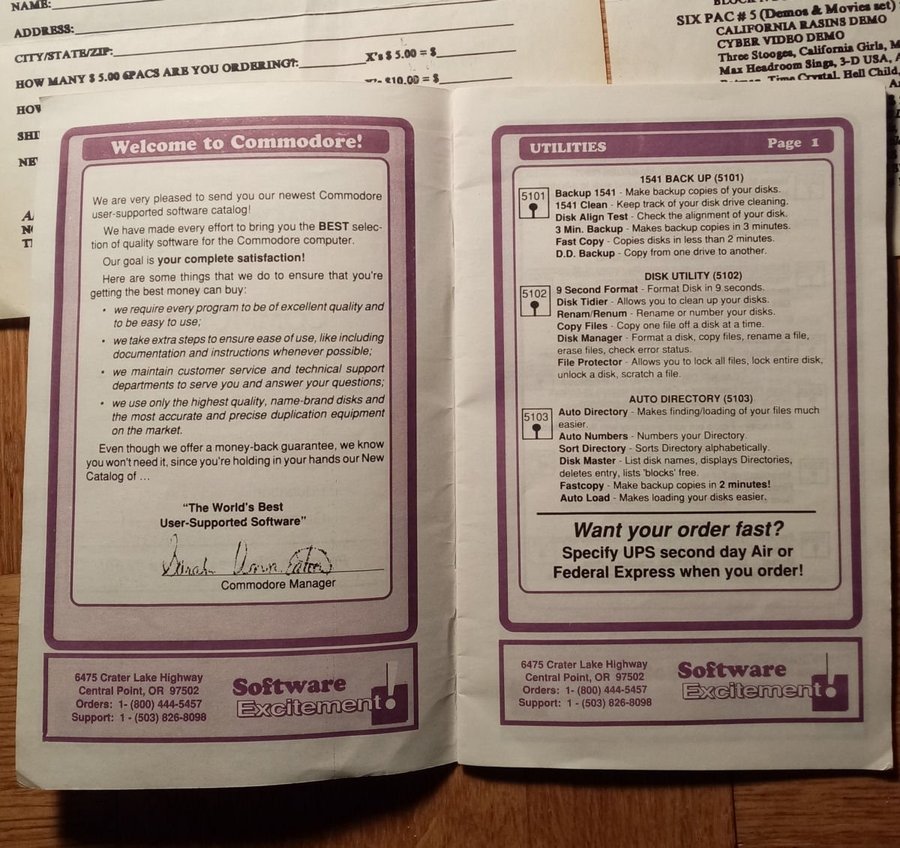 NAME:
ADDRESS:
CITY/STATE/ZIP:
HOW MANY $ 5.00 6PACS ARE YOU ORDERING?: X's $ 5.00 = $
X's $10.00 = $
SIX PAC # 5 (Demos & Movies set)
CALIFORNIA RASINS DEMO
CYBER VIDEO DEMO
Three Stooges, California Girls, M
Max Headroom Sings, 3-D USA, A
Time Crystal, Hell Child,
Welcome to Commodore!
We are very pleased to send you our newest Commodore
user-supported software catalog!
We have made every effort to bring you the BEST selec-
tion of quality software for the Commodore computer.
Our goal is your complete satisfaction!
Here are some things that we do to ensure that you're
getting the best money can buy:
• we require every program to be of excellent quality and
to be easy to use;
• we take extra steps to ensure ease of use, like including
documentation and instructions whenever possible;
• we maintain customer service and technical support
departments to serve you and answer your questions;
• we use only the highest quality, name-brand disks and
the most accurate and precise duplication equipment
on the market.
Even though we offer a money-back guarantee, we know
you won't need it, since you're holding in your hands our New
Catalog of ...
"The World's Best
User-Supported Software"
Sarah Eaton
Commodore Manager
6475 Crater Lake Highway
Central Point, OR 97502
Orders: 1- (800) 444-5457
Support: 1 - (503) 826-8098
Software
Excitement!
UTILITIES Page 1
1541 BACK UP (5101)
5101
Backup 1541 - Make backup copies of your disks.
1541 Clean - Keep track of your disk drive cleaning.
Disk Align Test - Check the alignment of your disk.
3 Min. Backup - Makes backup copies in 3 minutes.
Fast Copy - Copies disks in less than 2 minutes.
D.D. Backup - Copy from one drive to another.
DISK UTILITY (5102)
5102
9 Second Format - Format Disk in 9 seconds.
Disk Tidier - Allows you to clean up your disks.
Renam/Renum - Rename or number your disks.
Copy Files - Copy one file off a disk at a time.
Disk Manager - Format a disk, copy files, rename a file,
erase files, check error status.
File Protector - Allows you to lock all files, lock entire disk,
unlock a disk, scratch a file.
AUTO DIRECTORY (5103)
5103
Auto Directory - Makes finding/loading of your files much
easier.
Auto Numbers - Numbers your Directory.
Sort Directory - Sorts Directory alphabetically.
Disk Master - List disk names, displays Directories,
deletes entry, lists 'blocks' free.
Fastcopy - Make backup copies in 2 minutes!
Auto Load - Makes loading your disks easier.
Want your order fast?
Specify UPS second day Air or
Federal Express when you order!
6475 Crater Lake Highway
Central Point, OR 97502
Orders: 1- (800) 444-5457
Support: 1 - (503) 826-8098
Software
Excitement!